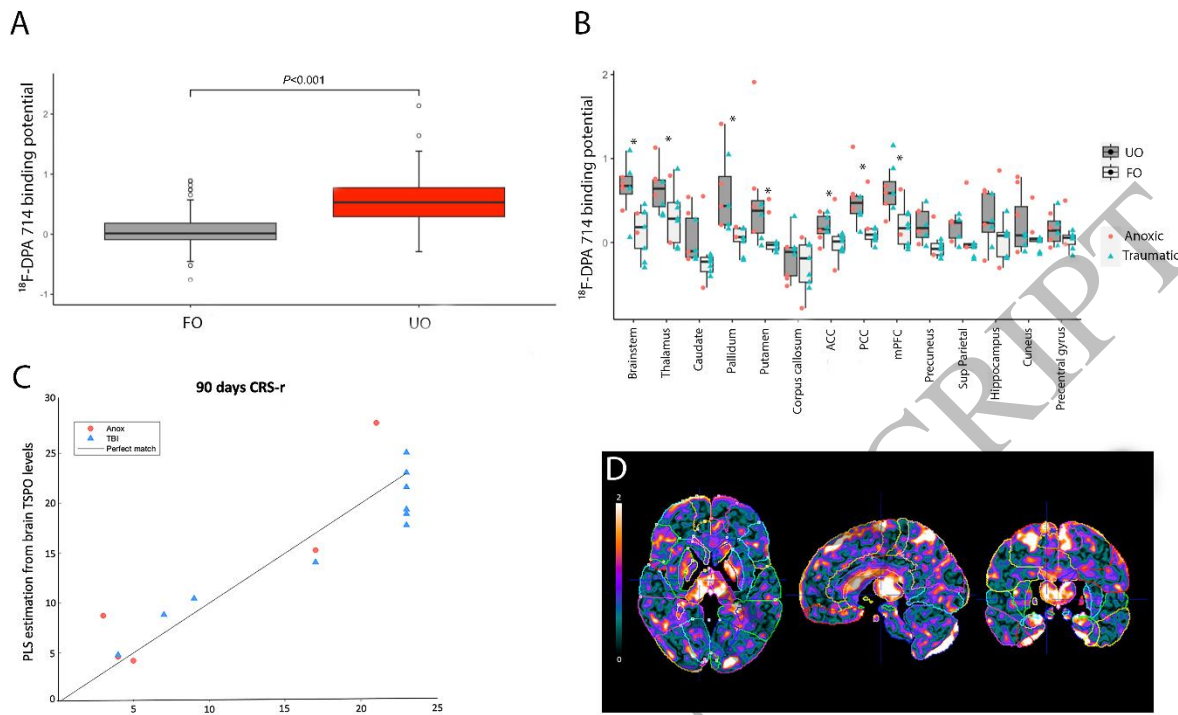 A
¹⁸F-DPA 714 binding potential
P<0.001
2
1
0
-1
FO
UO
B
¹⁸F-DPA 714 binding potential
2
1
0
*
*
*
*
*
*
*
UO
FO
Anoxic
Traumatic
Brainstem
Thalamus
Caudate
Pallidum
Putamen
Corpus callosum
ACC
PCC
mPFC
Precuneus
Sup Parietal
Hippocampus
Cuneus
Precentral gyrus
C
90 days CRS-r
PLS estimation from brain TSPO levels
30
25
20
15
10
5
0
Anox
TBI
Perfect match
5
10
15
20
25
D
2
0
SCRIPT